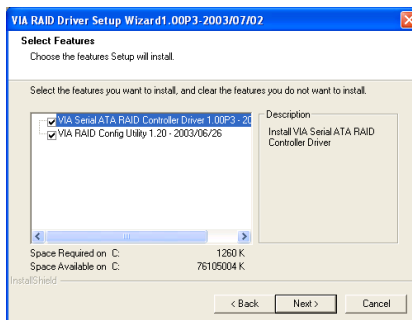 VIA RAID Driver Setup Wizard1.00P3-2003/07/02
Select Features
Choose the features Setup will install.
Select the features you want to install, and clear the features you do not want to install.
VIA Serial ATA RAID Controller Driver 1.00P3 - 20
VIA RAID Config Utility 1.20 - 2003/06/26
Description
Install VIA Serial ATA RAID
Controller Driver
Space Required on C: 1260 K
Space Available on C: 76105004 K
InstallShield
< Back Next > Cancel